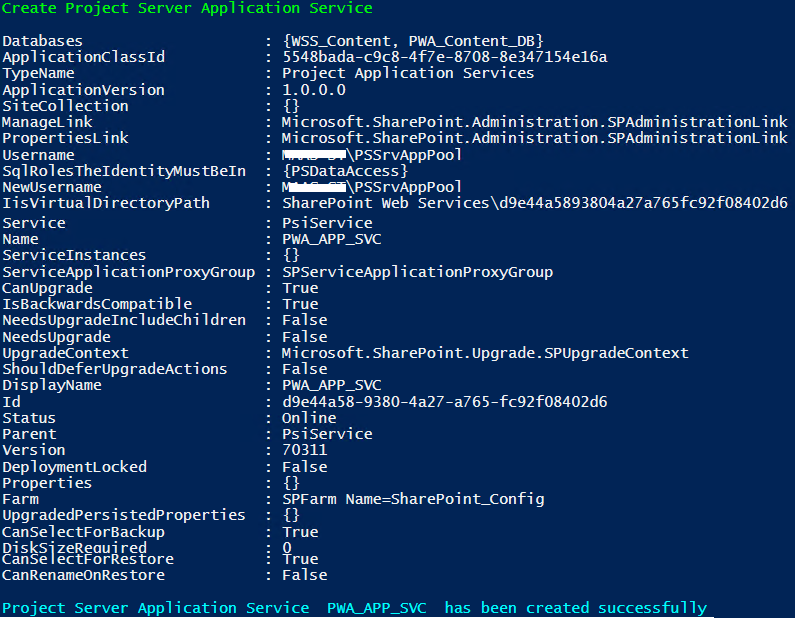 Create Project Server Application Service
Databases : {WSS_Content, PWA_Content_DB}
ApplicationClassId : 5548bada-c9c8-4f7e-8708-8e347154e16a
TypeName : Project Application Services
ApplicationVersion : 1.0.0.0
SiteCollection : {}
ManageLink : Microsoft.SharePoint.Administration.SPAdministrationLink
PropertiesLink : Microsoft.SharePoint.Administration.SPAdministrationLink
Username : \PSSrvAppPool
SqlRolesTheIdentityMustBeIn : {PSDataAccess}
NewUsername : \PSSrvAppPool
IisVirtualDirectoryPath : SharePoint Web Services\d9e44a5893804a27a765fc92f08402d6
Service : PsiService
Name : PWA_APP_SVC
ServiceInstances : {}
ServiceApplicationProxyGroup : SPServiceApplicationProxyGroup
CanUpgrade : True
IsBackwardsCompatible : True
NeedsUpgradeIncludeChildren : False
NeedsUpgrade : False
UpgradeContext : Microsoft.SharePoint.Upgrade.SPUpgradeContext
ShouldDeferUpgradeActions : False
DisplayName : PWA_APP_SVC
Id : d9e44a58-9380-4a27-a765-fc92f08402d6
Status : Online
Parent : PsiService
Version : 70311
DeploymentLocked : False
Properties : {}
Farm : SPFarm Name=SharePoint_Config
UpgradedPersistedProperties : {}
CanSelectForBackup : True
DiskSizeRequired : 0
CanSelectForRestore : True
CanRenameOnRestore : False
Project Server Application Service PWA_APP_SVC has been created successfully